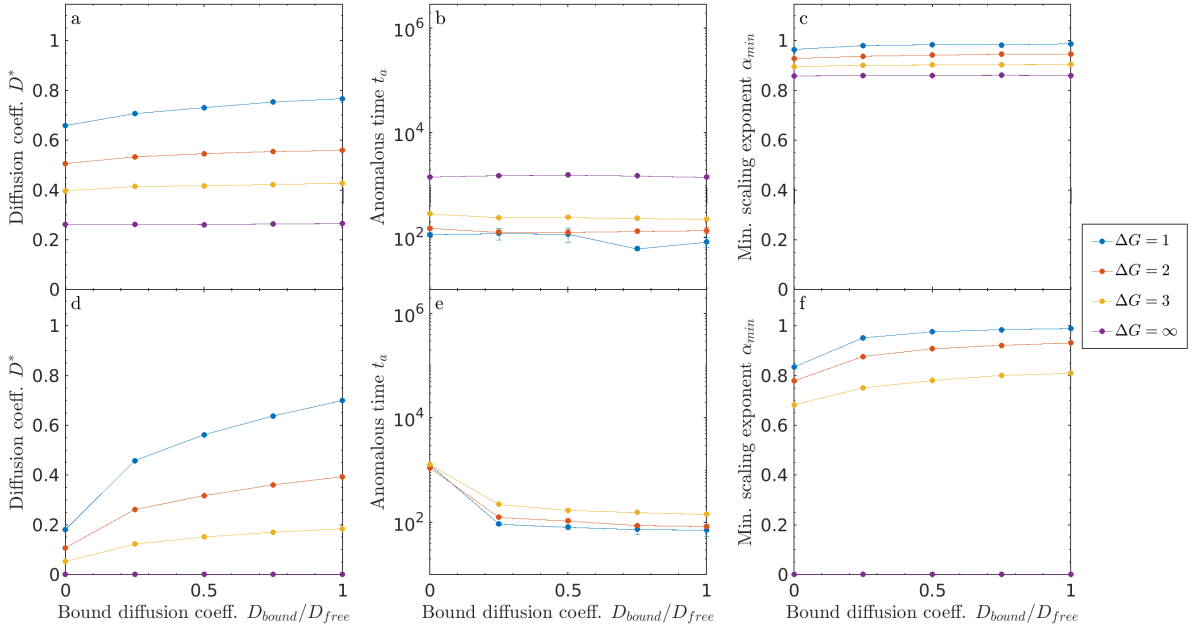 a
Diffusion coeff. D*
1
0.8
0.6
0.4
0.2
0
b
Anomalous time t_a
10^6
10^4
10^2
c
Min. scaling exponent α_min
1
0.8
0.6
0.4
0.2
0
ΔG = 1
ΔG = 2
ΔG = 3
ΔG = ∞
d
Diffusion coeff. D*
1
0.8
0.6
0.4
0.2
0
0 0.5 1
Bound diffusion coeff. D_bound/D_free
e
Anomalous time t_a
10^6
10^4
10^2
0 0.5 1
Bound diffusion coeff. D_bound/D_free
f
Min. scaling exponent α_min
1
0.8
0.6
0.4
0.2
0
0 0.5 1
Bound diffusion coeff. D_bound/D_free